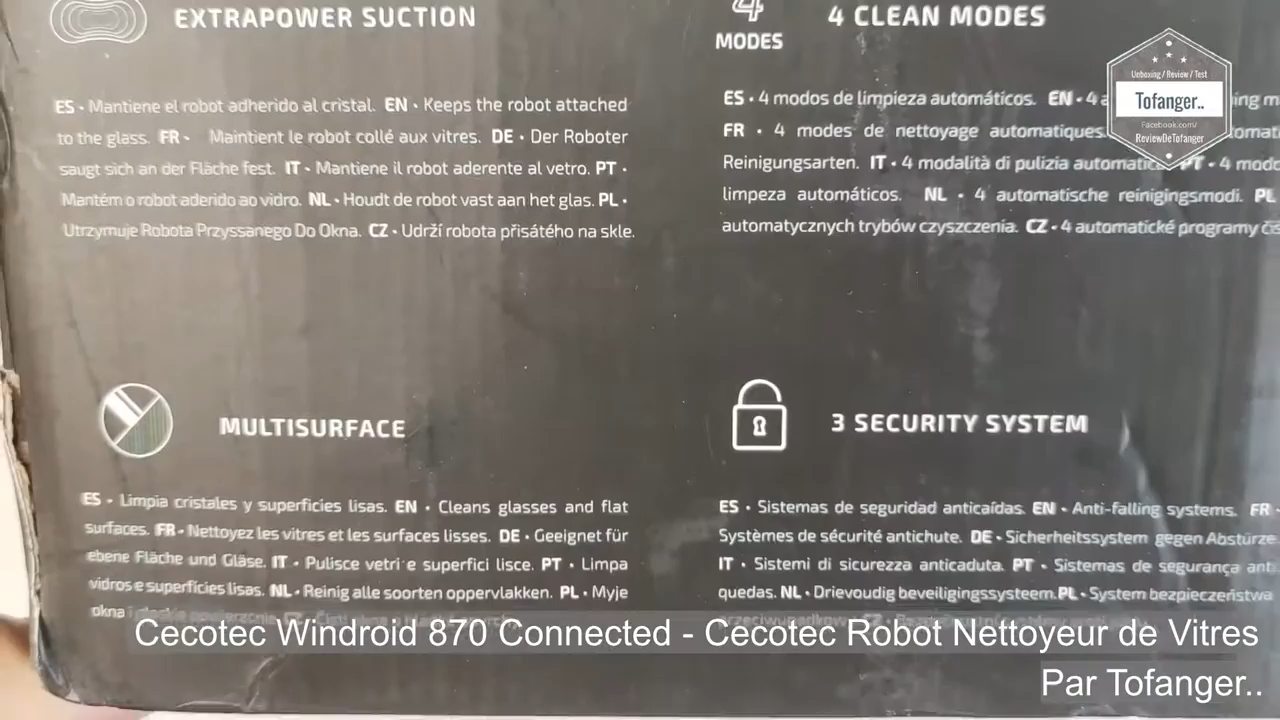 EXTRAPOWER SUCTION
ES • Mantiene el robot adherido al cristal. EN • Keeps the robot attached
to the glass. FR • Maintient le robot collé aux vitres. DE • Der Roboter
saugt sich an der Fläche fest. IT • Mantiene il robot aderente al vetro. PT •
Mantém o robot aderido ao vidro. NL • Houdt de robot vast aan het glas. PL •
Utrzymuje Robota Przyssanego Do Okna. CZ • Udrží robota přisátého na skle.
4
MODES
4 CLEAN MODES
ES • 4 modos de limpieza automáticos. EN • 4
FR • 4 modes de nettoyage automatiques.
Reinigungsarten. IT • 4 modalità di pulizia PT • 4
limpeza automáticos. NL • 4 automatische reinigingsmodi. PL
automatycznych trybów czyszczenia. CZ • 4 automatické programy
Unboxing / Review / Test
Tofanger..
Facebook.com/
ReviewDeTofanger
MULTISURFACE
ES • Limpia cristales y superficies lisas. EN • Cleans glasses and flat
surfaces. FR • Nettoyez les vitres et les surfaces lisses. DE • Geeignet für
ebene Fläche und Gläse. IT • Pulisce vetri e superfici lisce. PT • Limpa
vidros e superfícies lisas. NL • Reinig alle soorten oppervlakken. PL • Myje
okna i
3 SECURITY SYSTEM
ES • Sistemas de seguridad anticaídas. EN • Anti-falling systems. FR •
Systèmes de sécurité antichute. DE • Sicherheitssystem gegen Abstürze.
IT • Sistemi di sicurezza anticaduta. PT • Sistemas de segurança
quedas. NL • Drievoudig beveiligingssysteem. PL • System bezpieczeństwa
Cecotec Windroid 870 Connected - Cecotec Robot Nettoyeur de Vitres
Par Tofanger..